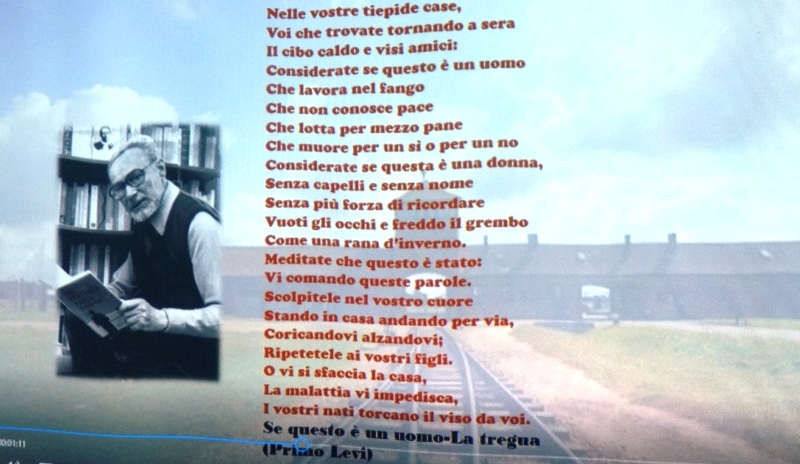 Nelle vostre tiepide case,
Voi che trovate tornando a sera
Il cibo caldo e visi amici:
Considerate se questo è un uomo
Che lavora nel fango
Che non conosce pace
Che lotta per mezzo pane
Che muore per un si o per un no
Considerate se questa è una donna,
Senza capelli e senza nome
Senza più forza di ricordare
Vuoti gli occhi e freddo il grembo
Come una rana d'inverno.
Meditate che questo è stato:
Vi comando queste parole.
Scolpitele nel vostro cuore
Stando in casa andando per via,
Coricandovi alzandovi;
Ripetetele ai vostri figli.
O vi si sfaccia la casa,
La malattia vi impedisca,
I vostri nati torcano il viso da voi.
Se questo è un uomo-La tregua
(Primo Levi)
00:01:11